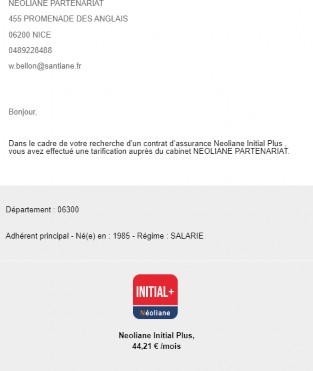 NEOLIANE PARTENARIAT
455 PROMENADE DES ANGLAIS
06200 NICE
0489228488
w.bellon@santiane.fr
Bonjour,
Dans le cadre de votre recherche d'un contrat d'assurance Neoliane Initial Plus ,
vous avez effectué une tarification auprès du cabinet NEOLIANE PARTENARIAT.
Département : 06300
Adhérent principal - Né(e) en : 1985 - Régime : SALARIE
INITIAL+
Néoliane
Neoliane Initial Plus,
44,21 € /mois